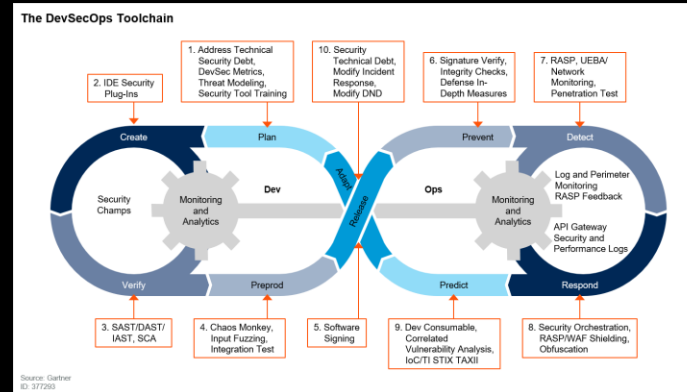 The DevSecOps Toolchain
1. Address Technical
Security Debt,
DevSec Metrics,
Threat Modeling,
Security Tool Training
10. Security
Technical Debt,
Modify Incident
Response,
Modify DND
6. Signature Verify,
Integrity Checks,
Defense In-
Depth Measures
7. RASP, UEBA/
Network
Monitoring,
Penetration Test
2. IDE Security
Plug-Ins
Create
Plan
Prevent
Detect
Adapt
Release
Security
Champs
Monitoring
and
Analytics
Dev
Ops
Monitoring
and
Analytics
Log and Perimeter
Monitoring
RASP Feedback
API Gateway
Security and
Performance Logs
Verify
Preprod
Predict
Respond
3. SAST/DAST/
IAST, SCA
4. Chaos Monkey,
Input Fuzzing,
Integration Test
5. Software
Signing
9. Dev Consumable,
Correlated
Vulnerability Analysis,
IoC/TI STIX TAXII
8. Security Orchestration,
RASP/WAF Shielding,
Obfuscation
Source: Gartner
ID: 377293